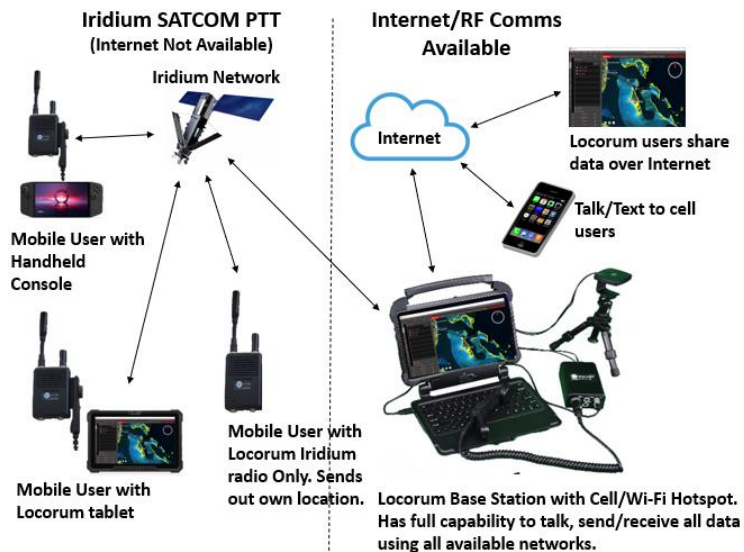 Iridium SATCOM PTT
(Internet Not Available)
Iridium Network
Mobile User with
Handheld
Console
Mobile User with
Locorum tablet
Mobile User with
Locorum Iridium
radio Only. Sends
out own location.
Internet/RF Comms
Available
Internet
Locorum users share
data over Internet
Talk/Text to cell
users
Locorum Base Station with Cell/Wi-Fi Hotspot.
Has full capability to talk, send/receive all data
using all available networks.